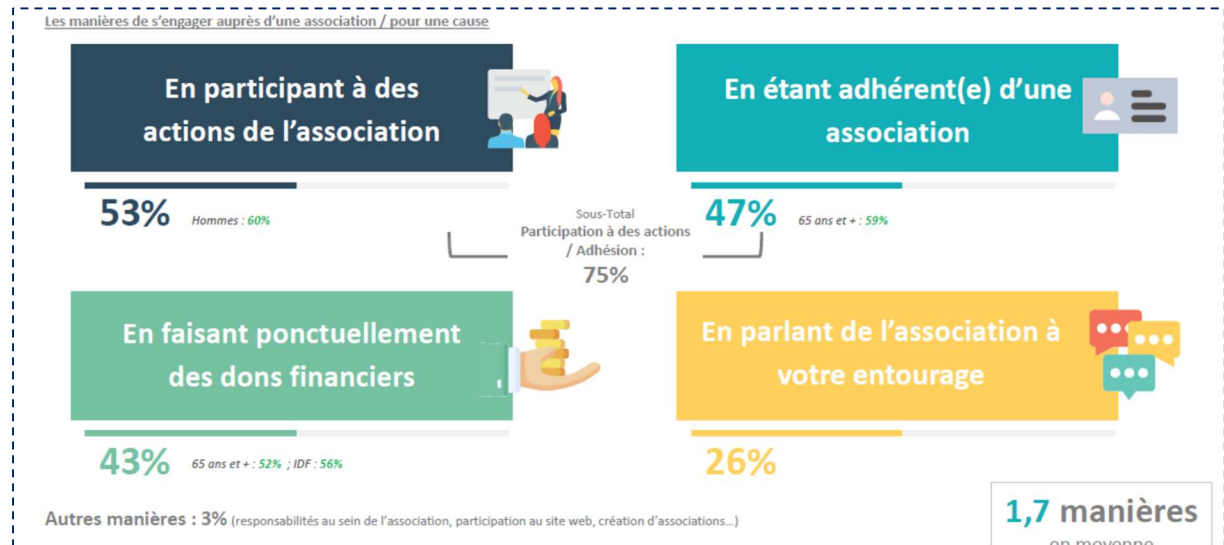 Les manières de s’engager auprès d’une association / pour une cause
En participant à des
actions de l’association
53%
Hommes : 60%
En étant adhérent(e) d’une
association
47%
65 ans et + : 59%
Sous-Total
Participation à des actions
/ Adhésion :
75%
En faisant ponctuellement
des dons financiers
43%
65 ans et + : 52% ; IDF : 56%
En parlant de l’association à
votre entourage
26%
Autres manières : 3% (responsabilités au sein de l’association, participation au site web, création d’associations…)
1,7 manières
en moyenne